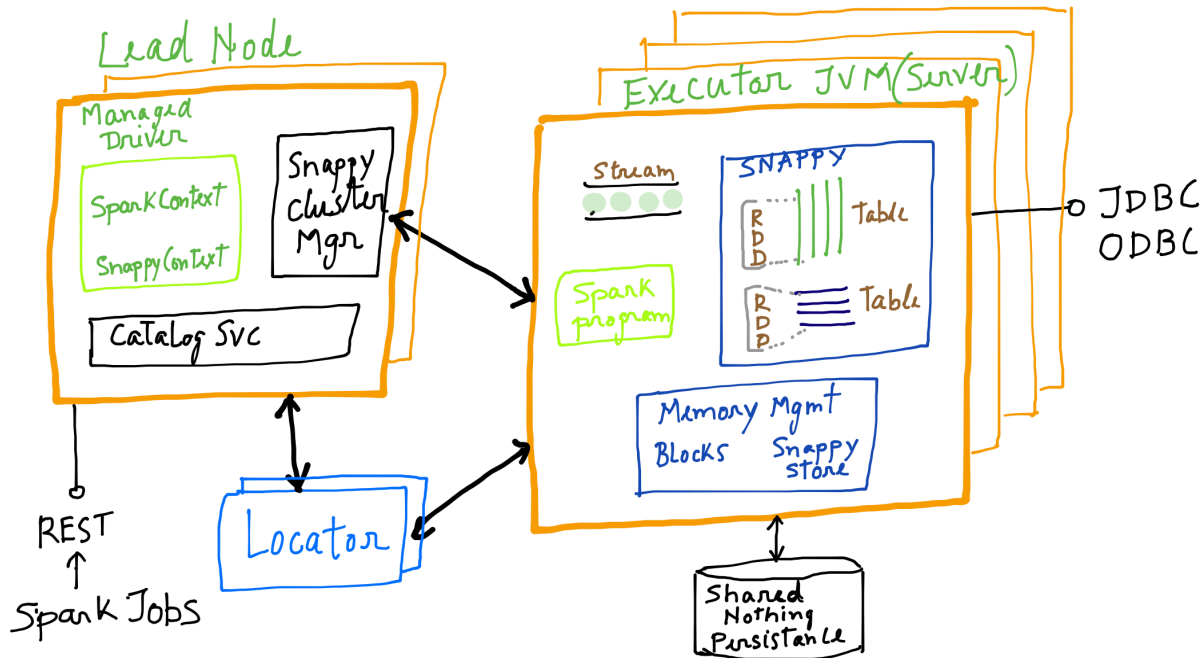 Lead Node
Managed
Driver
SparkContext
SnappyContext
Snappy
Cluster
Mgr
Catalog SVC
REST
Spark Jobs
Locator
Executor JVM (Server)
Stream
Spark
program
SNAPPY
R
D
D
Table
R
D
D
Table
Memory Mgmt
Blocks
Snappy
Store
Shared
Nothing
Persistance
JDBC
ODBC